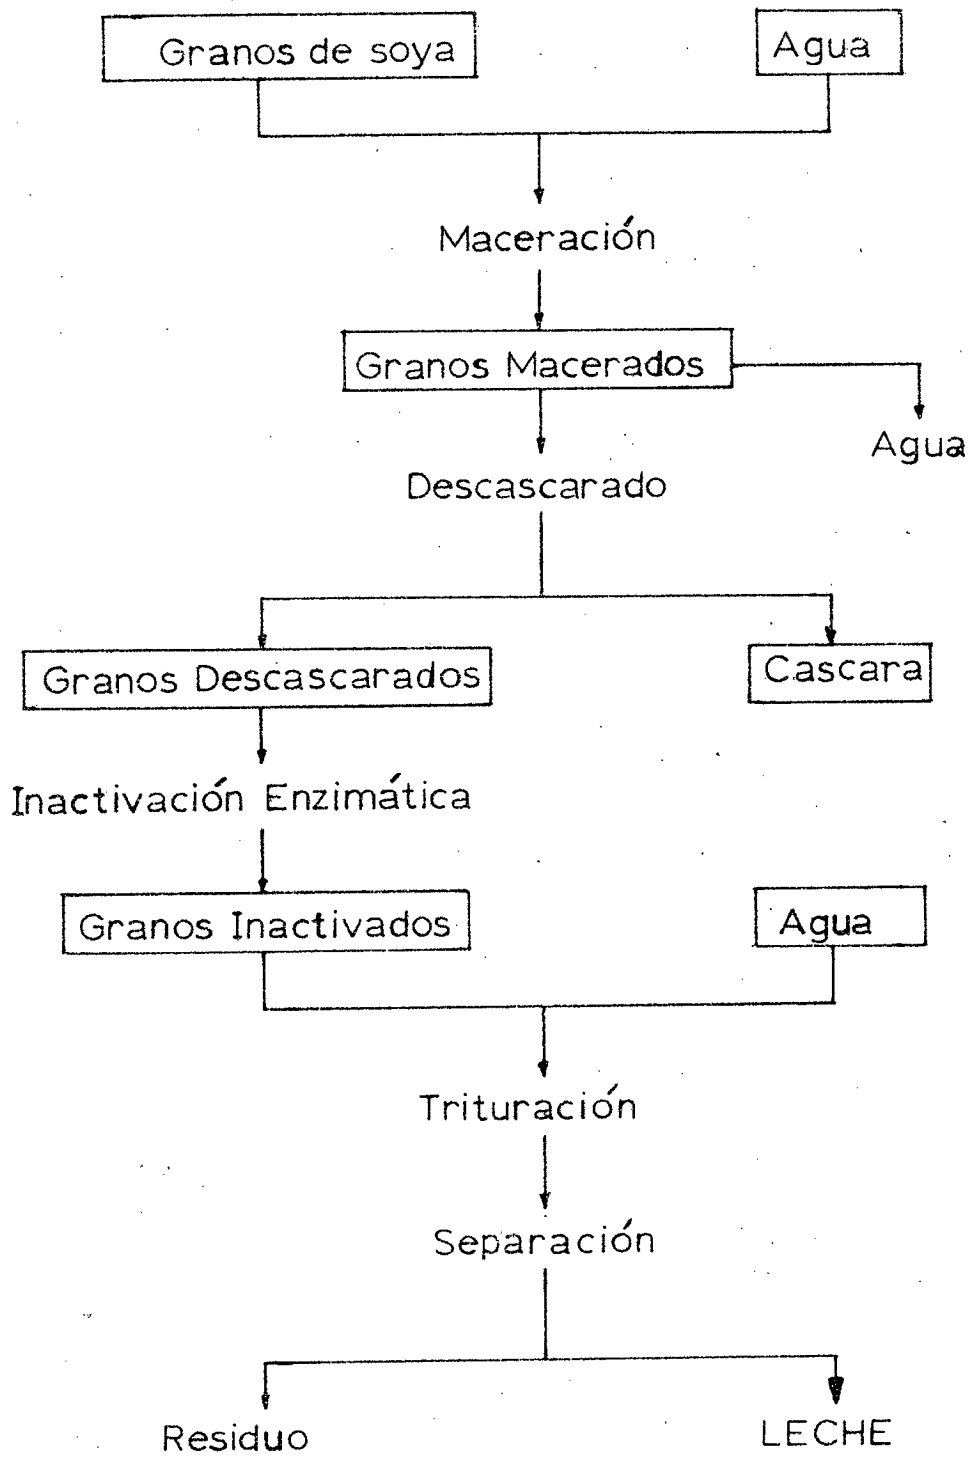 Granos de soya
Agua
Maceración
Granos Macerados
Agua
Descascarado
Granos Descascarados
Cascara
Inactivación Enzimática
Granos Inactivados
Agua
Trituración
Separación
Residuo
LECHE